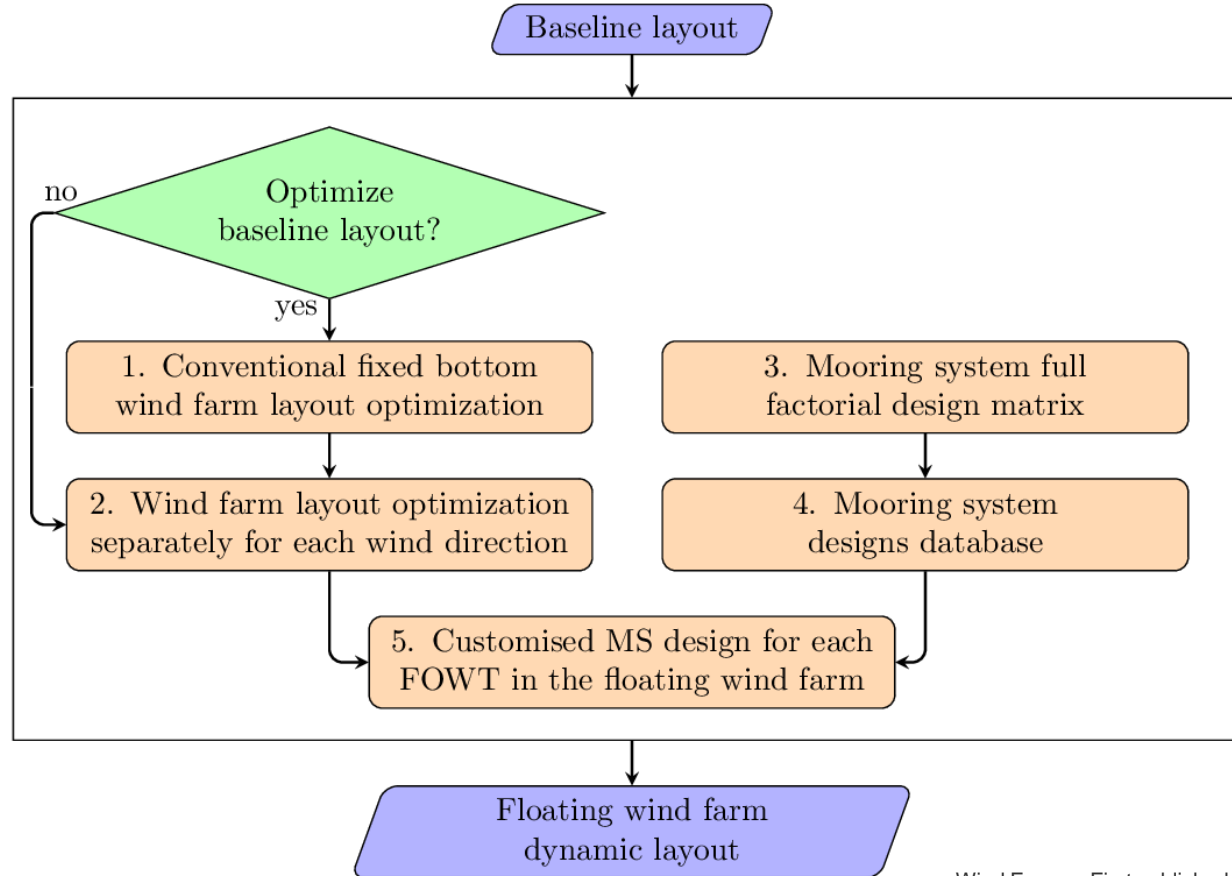 Baseline layout
no
Optimize
baseline layout?
yes
1. Conventional fixed bottom
wind farm layout optimization
3. Mooring system full
factorial design matrix
2. Wind farm layout optimization
separately for each wind direction
4. Mooring system
designs database
5. Customised MS design for each
FOWT in the floating wind farm
Floating wind farm
dynamic layout